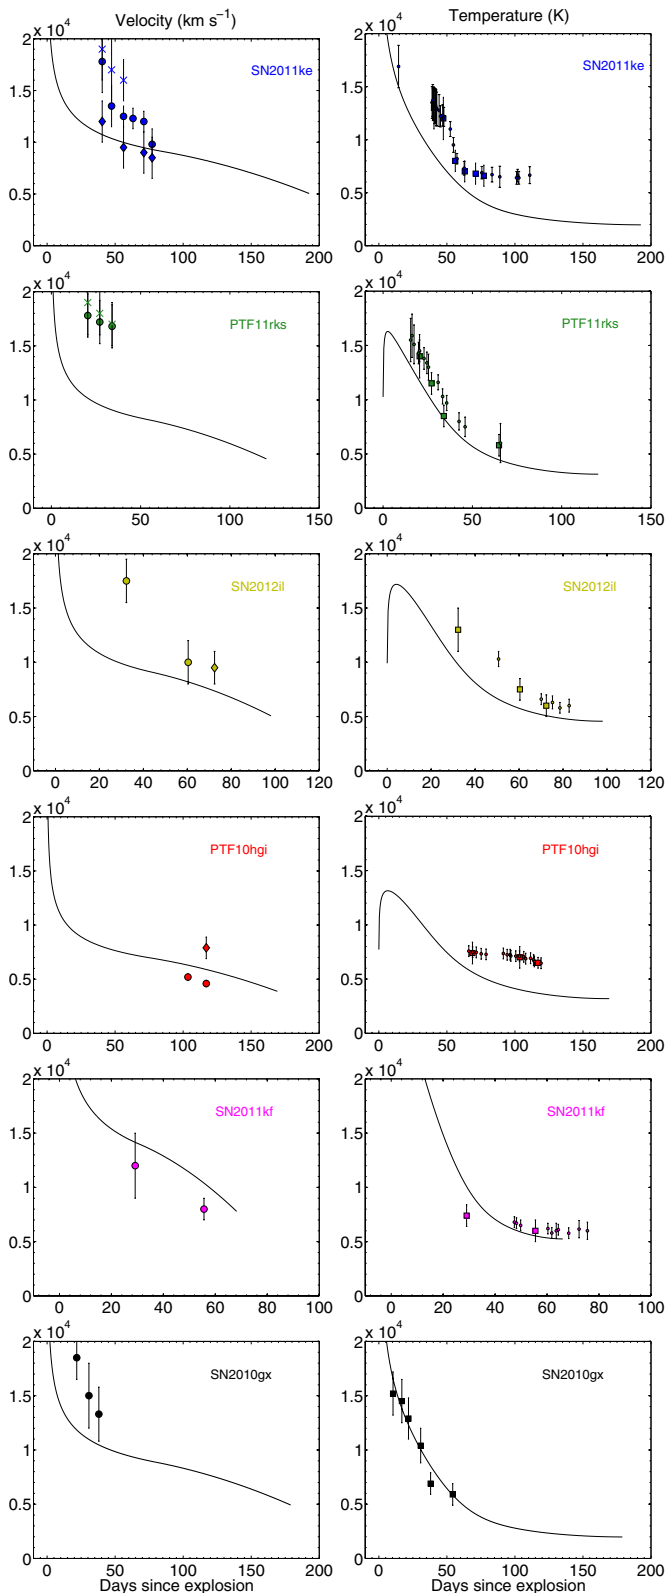 Velocity (km s⁻¹) Temperature (K)
x 10⁴ x 10⁴
2 2
SN2011ke SN2011ke
1.5 1.5
1 1
0.5 0.5
0 0
0 50 100 150 200 0 50 100 150 200
x 10⁴ x 10⁴
2 2
PTF11rks PTF11rks
1.5 1.5
1 1
0.5 0.5
0 0
0 50 100 150 0 50 100 150
x 10⁴ x 10⁴
2 2
SN2012il SN2012il
1.5 1.5
1 1
0.5 0.5
0 0
0 20 40 60 80 100 120 0 20 40 60 80 100 120
x 10⁴ x 10⁴
2 2
PTF10hgi PTF10hgi
1.5 1.5
1 1
0.5 0.5
0 0
0 50 100 150 200 0 50 100 150 200
x 10⁴ x 10⁴
2 2
SN2011kf SN2011kf
1.5 1.5
1 1
0.5 0.5
0 0
0 20 40 60 80 100 0 20 40 60 80 100
x 10⁴ x 10⁴
2 2
SN2010gx SN2010gx
1.5 1.5
1 1
0.5 0.5
0 0
0 50 100 150 200 0 50 100 150 200
Days since explosion Days since explosion